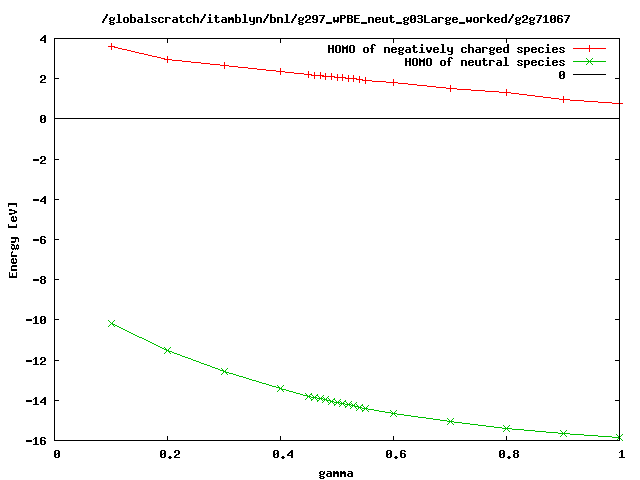 /globalscratch/itamblyn/bnl/g297_wPBE_neut_g03Large_worked/g2g71067
HOMO of negatively charged species
HOMO of neutral species
0
4
2
0
-2
-4
-6
-8
-10
-12
-14
-16
Energy [eV]
0 0.2 0.4 0.6 0.8 1
gamma